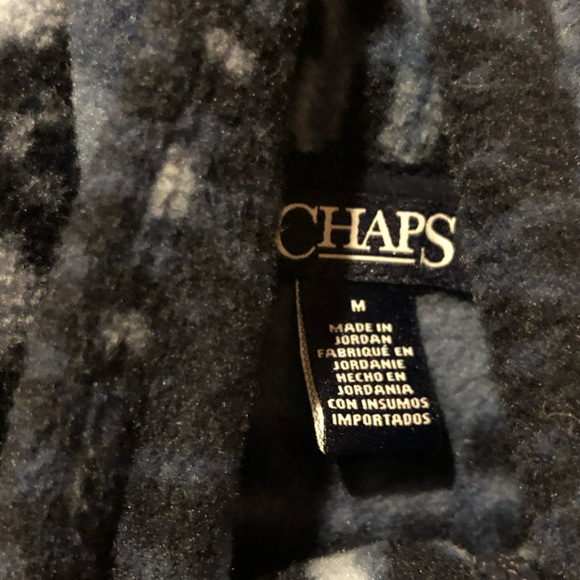 CHAPS
M
MADE IN
JORDAN
FABRIQUÉ EN
JORDANIE
HECHO EN
JORDANIA
CON INSUMOS
IMPORTADOS